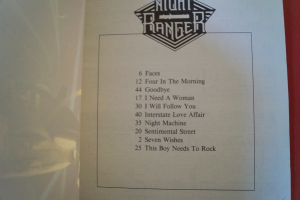 NIGHT
RANGER
6 Faces
12 Four In The Morning
44 Goodbye
17 I Need A Woman
30 I Will Follow You
40 Interstate Love Affair
35 Night Machine
20 Sentimental Street
2 Seven Wishes
25 This Boy Needs To Rock